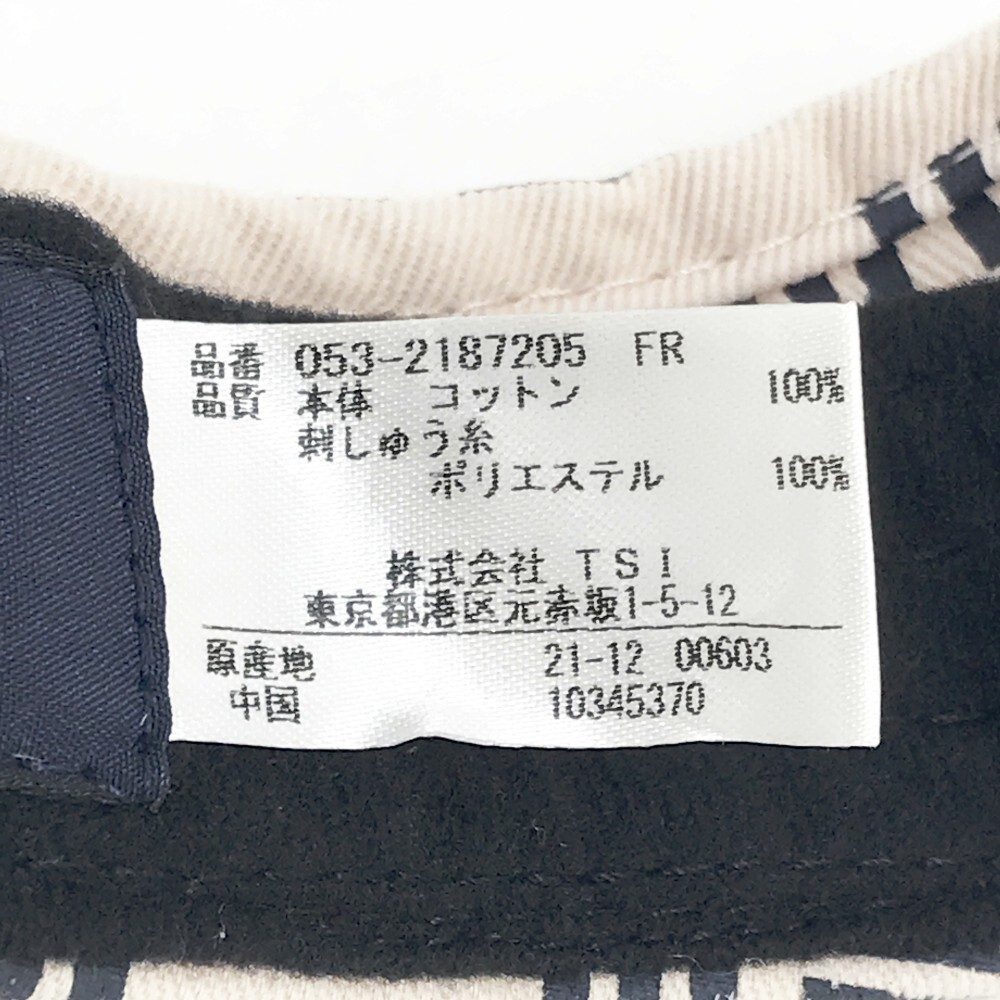 品番 053-2187205 FR
品質 本体 コットン 100%
刺しゅう糸
ポリエステル 100%
株式会社 TSI
東京都港区元赤坂1-5-12
原産地 21-12 00603
中国 10345370